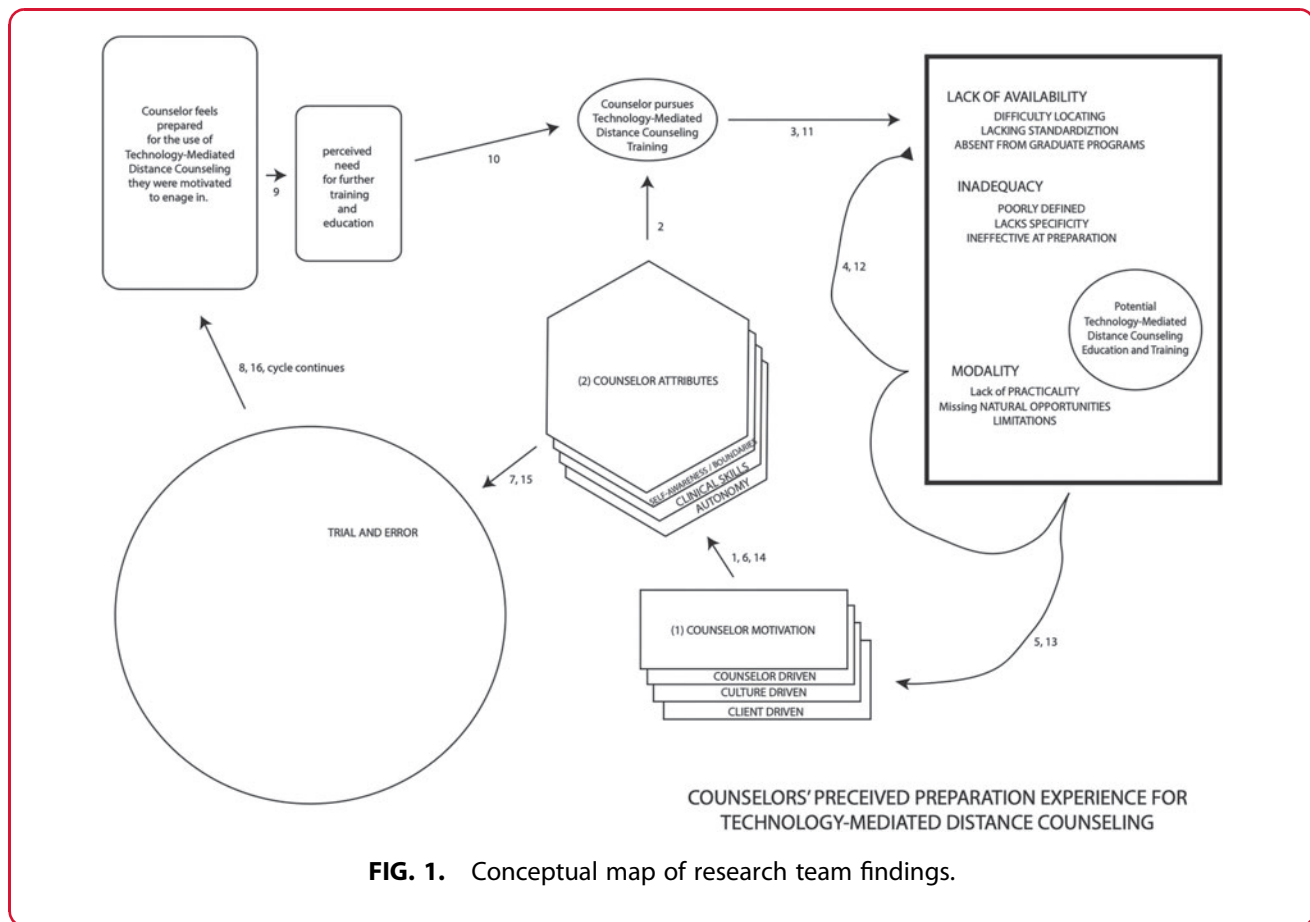 Counselor feels
prepared
for the use of
Technology-Mediated
Distance Counseling
they were motivated
to enage in.
9
perceived
need
for further
training
and
education
10
Counselor pursues
Technology-Mediated
Distance Counseling
Training
3, 11
LACK OF AVAILABILITY
DIFFICULTY LOCATING
LACKING STANDARDIZTION
ABSENT FROM GRADUATE PROGRAMS
INADEQUACY
POORLY DEFINED
LACKS SPECIFICITY
INEFFECTIVE AT PREPARATION
Potential
Technology-Mediated
Distance Counseling
Education and Training
MODALITY
Lack of PRACTICALITY
Missing NATURAL OPPORTUNITIES
LIMITATIONS
2
4, 12
(2) COUNSELOR ATTRIBUTES
SELF-AWARENESS / BOUNDARIES
CLINICAL SKILLS
AUTONOMY
8, 16, cycle continues
7, 15
TRIAL AND ERROR
1, 6, 14
(1) COUNSELOR MOTIVATION
COUNSELOR DRIVEN
CULTURE DRIVEN
CLIENT DRIVEN
5, 13
COUNSELORS' PRECEIVED PREPARATION EXPERIENCE FOR
TECHNOLOGY-MEDIATED DISTANCE COUNSELING
FIG. 1. Conceptual map of research team findings.